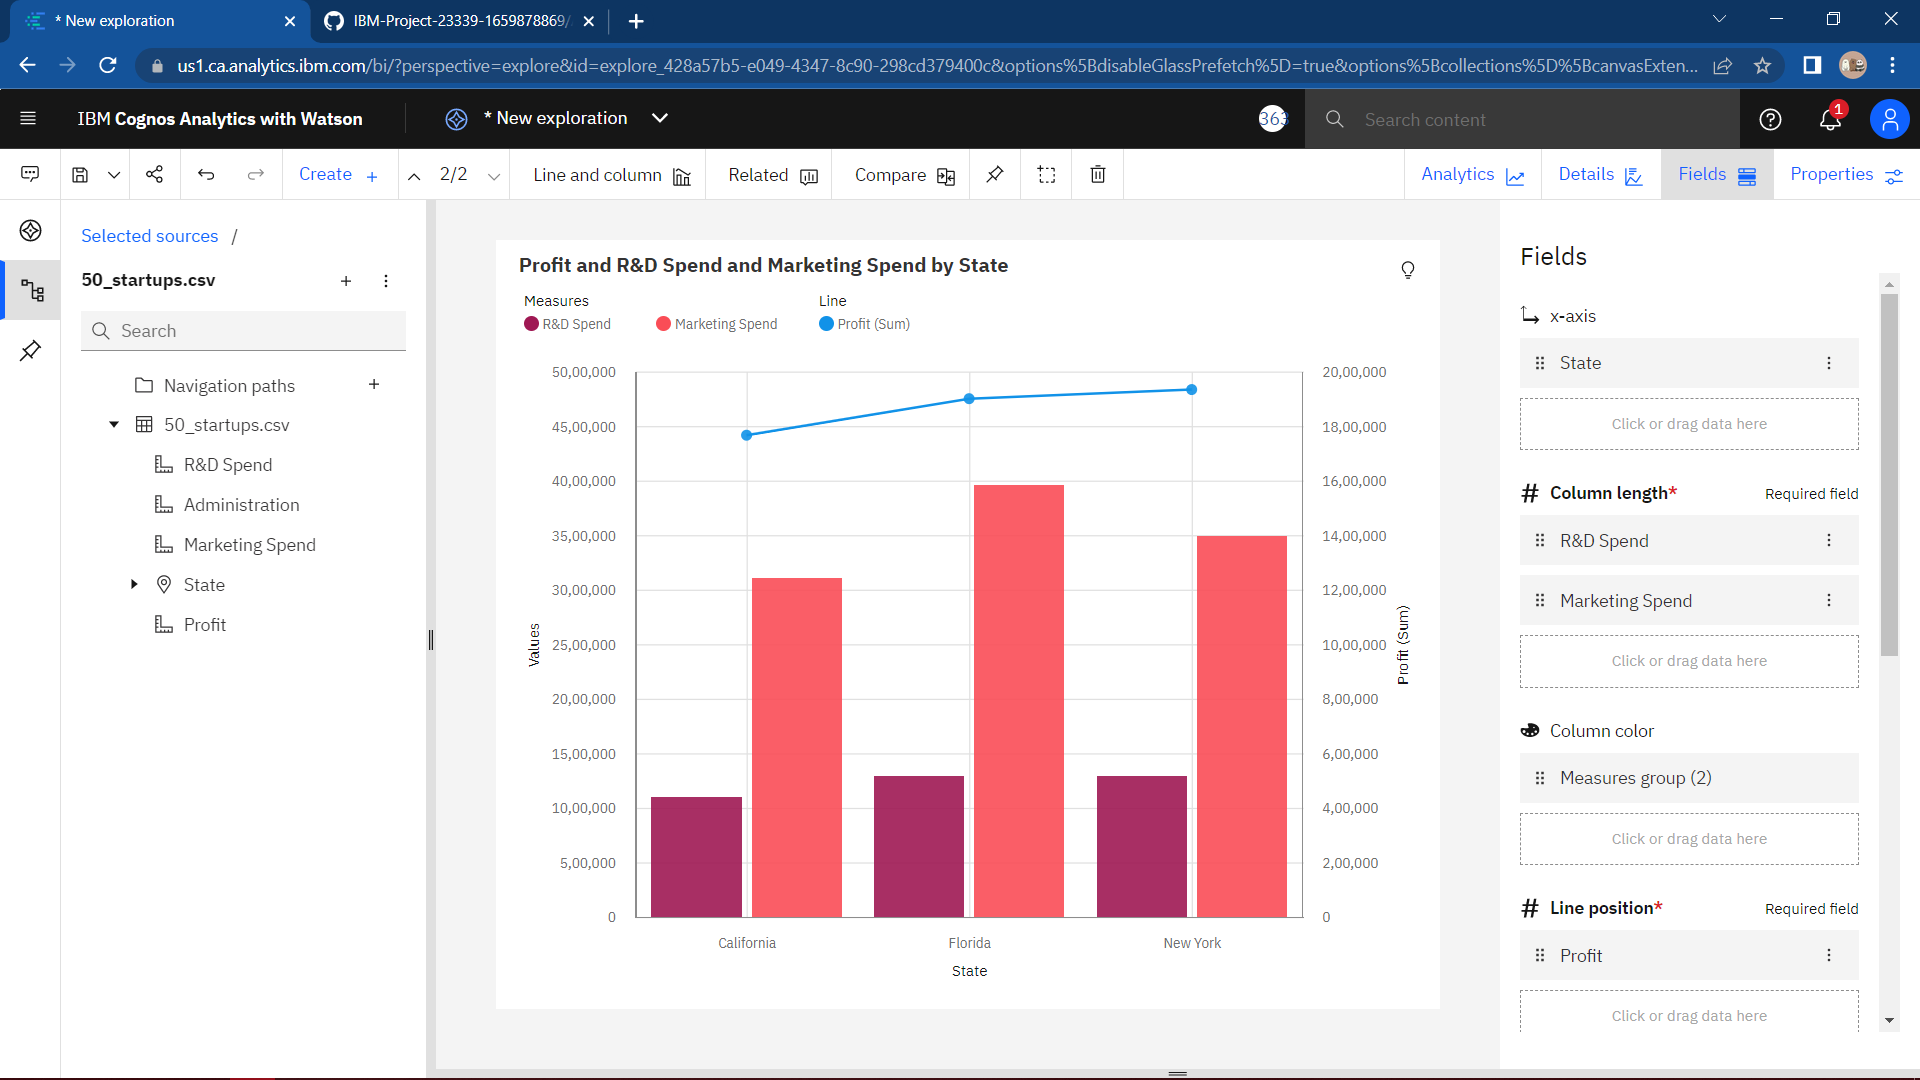 * New exploration
IBM-Project-23339-1659878869/
us1.ca.analytics.ibm.com/bi/?perspective=explore&id=explore_428a57b5-e049-4347-8c90-298cd379400c&options%5BdisableGlassPrefetch%5D=true&options%5Bcollections%5D%5BcanvasExten...
IBM Cognos Analytics with Watson
* New exploration
363
Search content
1
Create +
2/2
Line and column
Related
Compare
Analytics
Details
Fields
Properties
Selected sources /
50_startups.csv
Search
Navigation paths
50_startups.csv
R&D Spend
Administration
Marketing Spend
State
Profit
Profit and R&D Spend and Marketing Spend by State
Measures
R&D Spend
Marketing Spend
Line
Profit (Sum)
50,00,000
45,00,000
40,00,000
35,00,000
30,00,000
25,00,000
20,00,000
15,00,000
10,00,000
5,00,000
0
Values
20,00,000
18,00,000
16,00,000
14,00,000
12,00,000
10,00,000
8,00,000
6,00,000
4,00,000
2,00,000
0
Profit (Sum)
California
Florida
New York
State
Fields
x-axis
State
Click or drag data here
# Column length*
Required field
R&D Spend
Marketing Spend
Click or drag data here
Column color
Measures group (2)
Click or drag data here
# Line position*
Required field
Profit
Click or drag data here